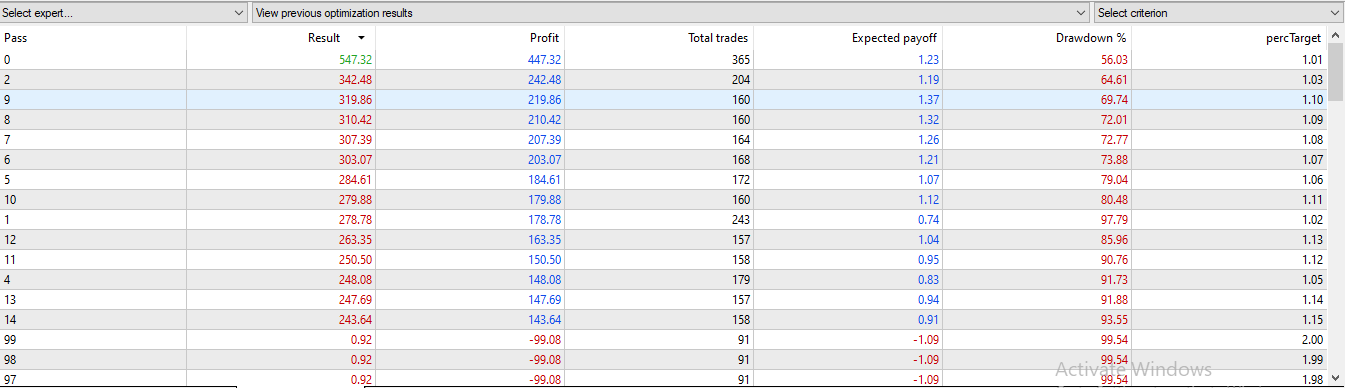 Select expert... View previous optimization results Select criterion
Pass Result Profit Total trades Expected payoff Drawdown % percTarget
0 547.32 447.32 365 1.23 56.03 1.01
2 342.48 242.48 204 1.19 64.61 1.03
9 319.86 219.86 160 1.37 69.74 1.10
8 310.42 210.42 160 1.32 72.01 1.09
7 307.39 207.39 164 1.26 72.77 1.08
6 303.07 203.07 168 1.21 73.88 1.07
5 284.61 184.61 172 1.07 79.04 1.06
10 279.88 179.88 160 1.12 80.48 1.11
1 278.78 178.78 243 0.74 97.79 1.02
12 263.35 163.35 157 1.04 85.96 1.13
11 250.50 150.50 158 0.95 90.76 1.12
4 248.08 148.08 179 0.83 91.73 1.05
13 247.69 147.69 157 0.94 91.88 1.14
14 243.64 143.64 158 0.91 93.55 1.15
99 0.92 -99.08 91 -1.09 99.54 2.00
98 0.92 -99.08 91 -1.09 99.54 1.99
Activate Windows
97 0.92 -99.08 91 -1.09 99.54 1.98